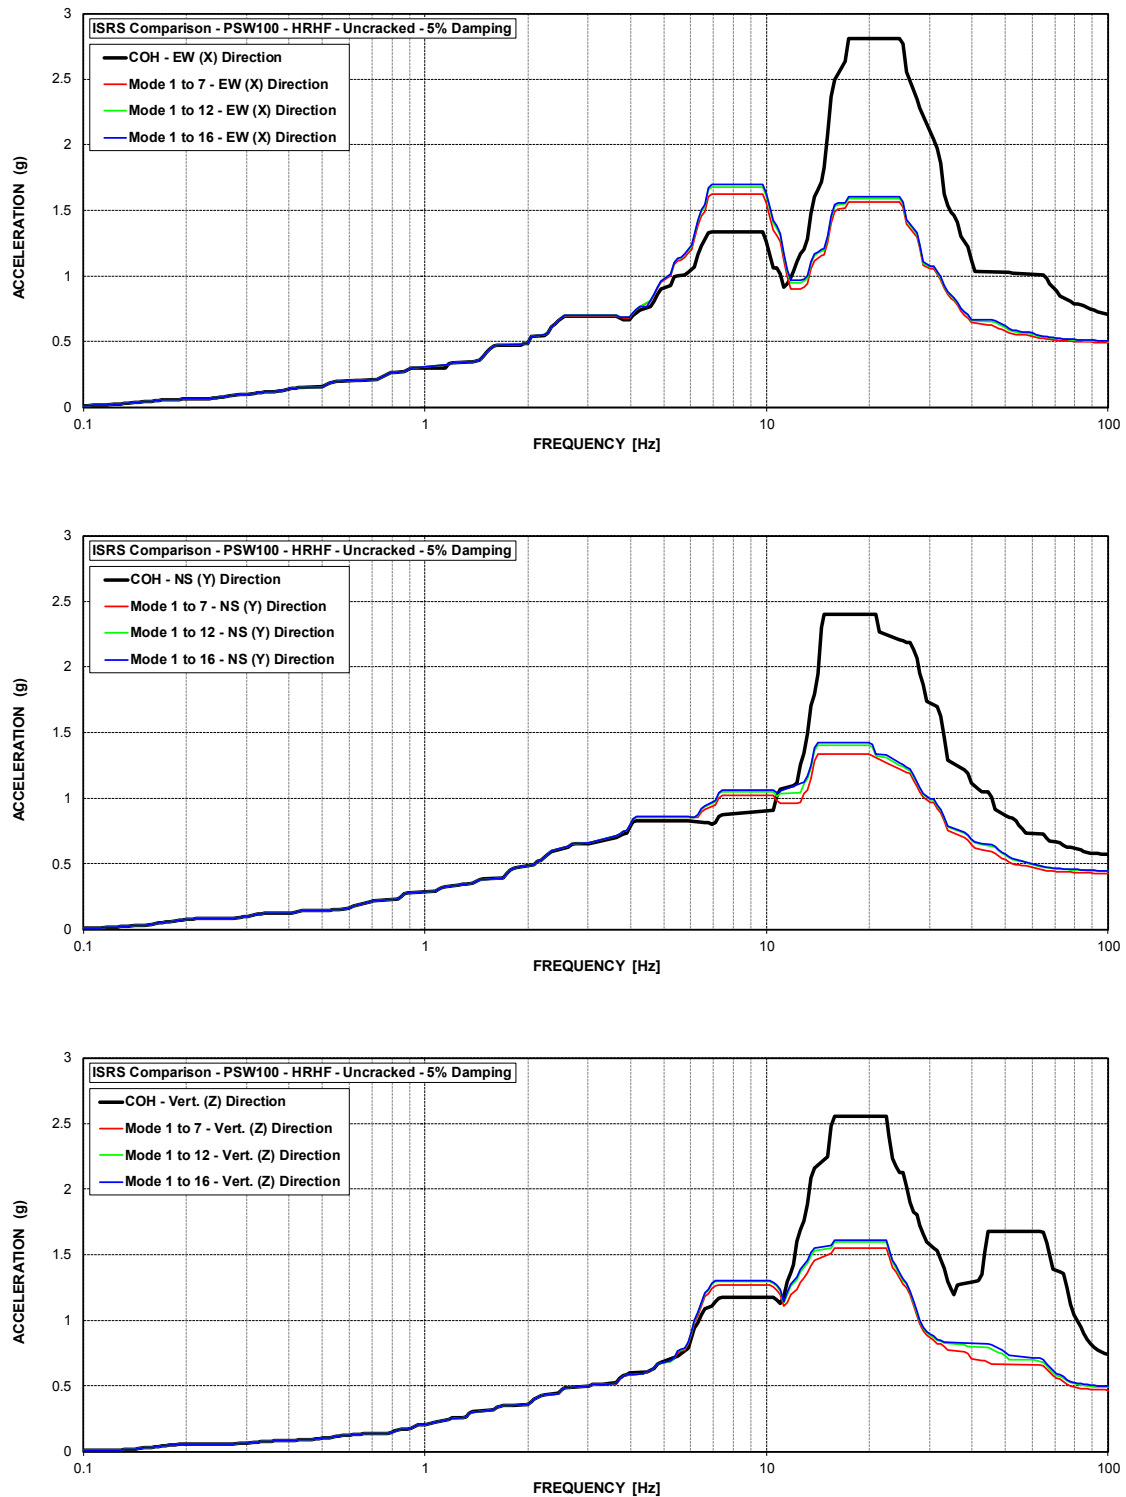 ISRS Comparison - PSW100 - HRHF - Uncracked - 5% Damping
COH - EW (X) Direction
Mode 1 to 7 - EW (X) Direction
Mode 1 to 12 - EW (X) Direction
Mode 1 to 16 - EW (X) Direction
ACCELERATION (g)
3
2.5
2
1.5
1
0.5
0
0.1
1
10
100
FREQUENCY [Hz]
ISRS Comparison - PSW100 - HRHF - Uncracked - 5% Damping
COH - NS (Y) Direction
Mode 1 to 7 - NS (Y) Direction
Mode 1 to 12 - NS (Y) Direction
Mode 1 to 16 - NS (Y) Direction
ACCELERATION (g)
3
2.5
2
1.5
1
0.5
0
0.1
1
10
100
FREQUENCY [Hz]
ISRS Comparison - PSW100 - HRHF - Uncracked - 5% Damping
COH - Vert. (Z) Direction
Mode 1 to 7 - Vert. (Z) Direction
Mode 1 to 12 - Vert. (Z) Direction
Mode 1 to 16 - Vert. (Z) Direction
ACCELERATION (g)
3
2.5
2
1.5
1
0.5
0
0.1
1
10
100
FREQUENCY [Hz]